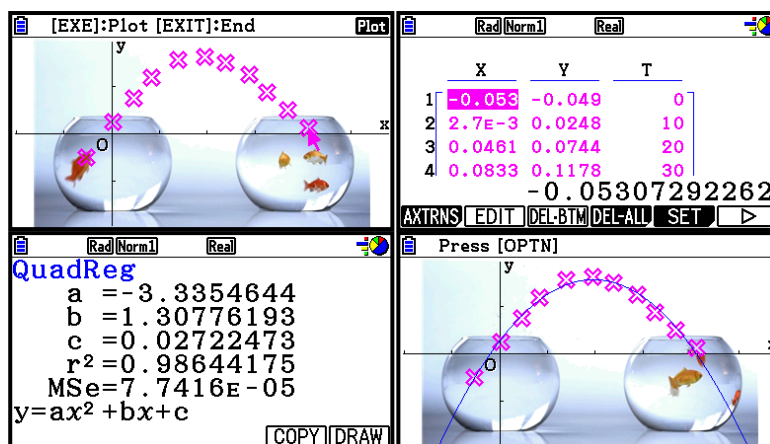 [EXE]:Plot [EXIT]:End Plot
y
x
O
Rad Norm1 Real
X Y T
1 -0.053 -0.049 0
2 2.7E-3 0.0248 10
3 0.0461 0.0744 20
4 0.0833 0.1178 30
-0.05307292262
AXTRNS EDIT DEL-BTM DEL-ALL SET ▷
Rad Norm1 Real
QuadReg
a =-3.3354644
b =1.30776193
c =0.02722473
r²=0.98644175
MSe=7.7416E-05
y=ax²+bx+c
COPY DRAW
Press [OPTN]
y
x
O